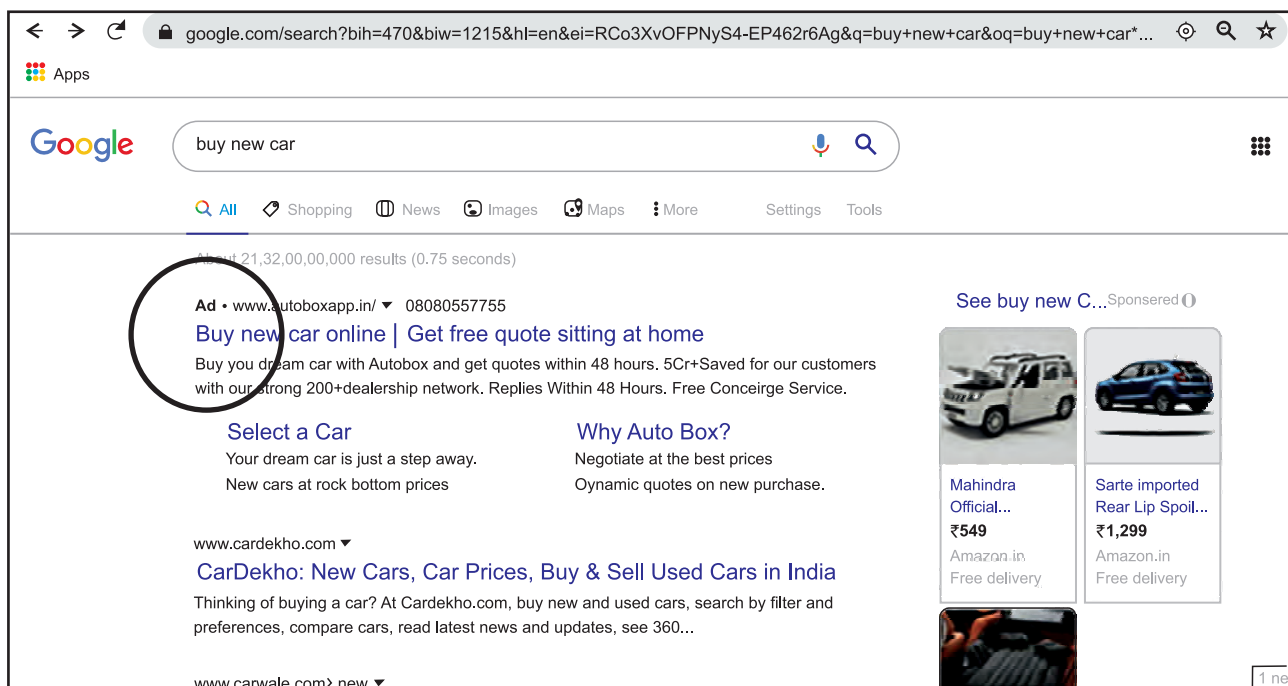 google.com/search?bih=470&biw=1215&hl=en&ei=RCo3XvOFPNyS4-EP462r6Ag&q=buy+new+car&oq=buy+new+car*...
Apps
Google
buy new car
All Shopping News Images Maps More Settings Tools
About 21,32,00,00,000 results (0.75 seconds)
Ad • www.autoboxapp.in/ 08080557755
Buy new car online | Get free quote sitting at home
Buy you dream car with Autobox and get quotes within 48 hours. 5Cr+Saved for our customers
with our strong 200+dealership network. Replies Within 48 Hours. Free Conceirge Service.
Select a Car
Your dream car is just a step away.
New cars at rock bottom prices
Why Auto Box?
Negotiate at the best prices
Oynamic quotes on new purchase.
www.cardekho.com
CarDekho: New Cars, Car Prices, Buy & Sell Used Cars in India
Thinking of buying a car? At Cardekho.com, buy new and used cars, search by filter and
preferences, compare cars, read latest news and updates, see 360...
www.carwale.com› new
See buy new C... Sponsored
Mahindra
Official...
₹549
Amazon.in
Free delivery
Sarte imported
Rear Lip Spoil...
₹1,299
Amazon.in
Free delivery
1 ne